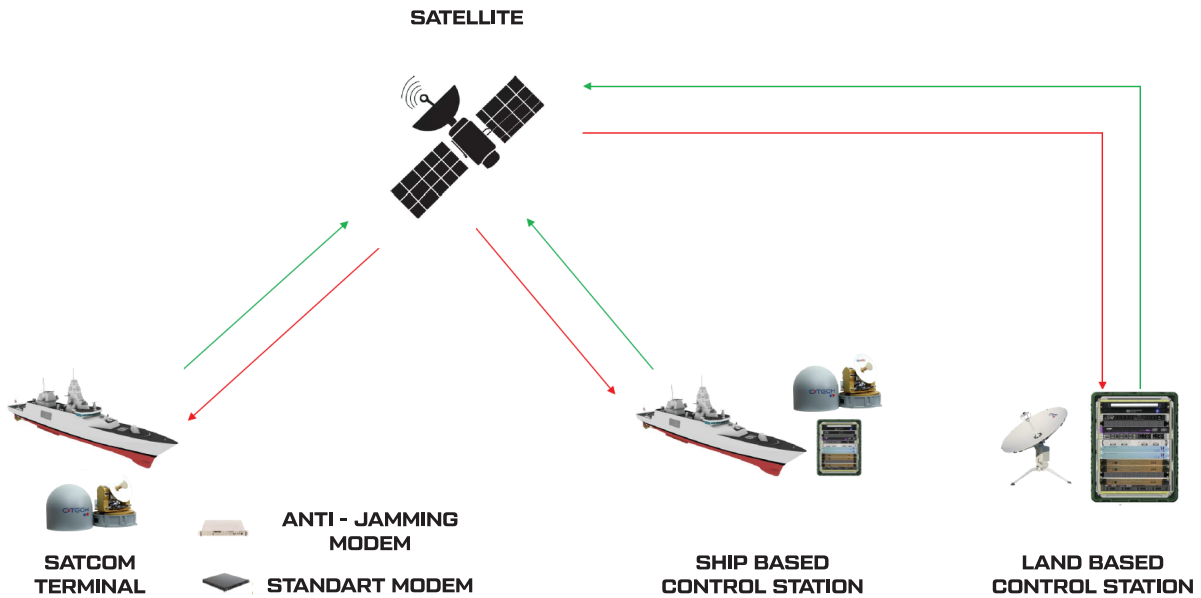 SATELLITE
ANTI - JAMMING
MODEM
STANDART MODEM
SATCOM
TERMINAL
SHIP BASED
CONTROL STATION
LAND BASED
CONTROL STATION